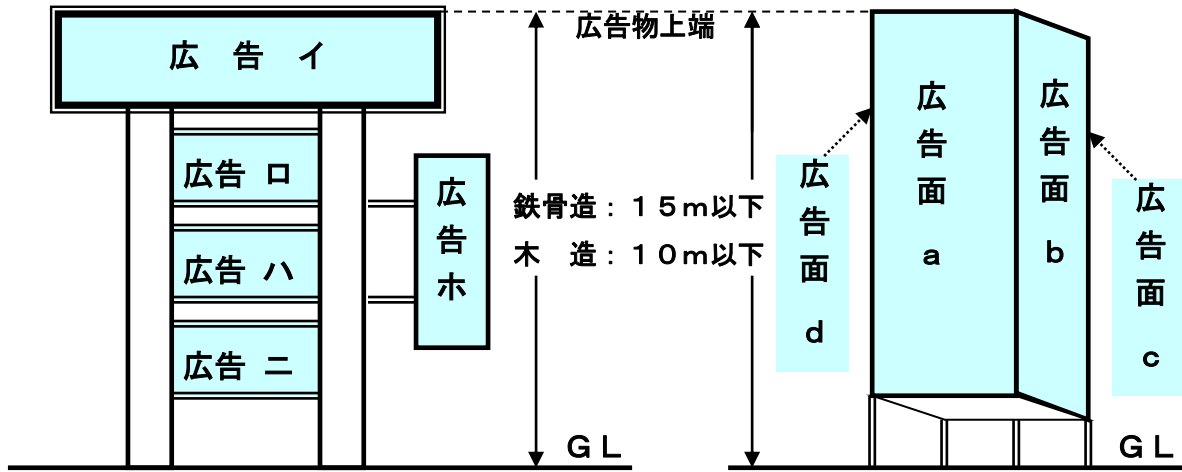 広　告　イ
広告　ロ
広告　ハ
広告　ニ
広告ホ
広告物上端
鉄骨造：１５ｍ以下
木　造：１０ｍ以下
ＧＬ
広告面　ｄ
広告面　ａ
広告面　ｂ
広告面　ｃ
ＧＬ